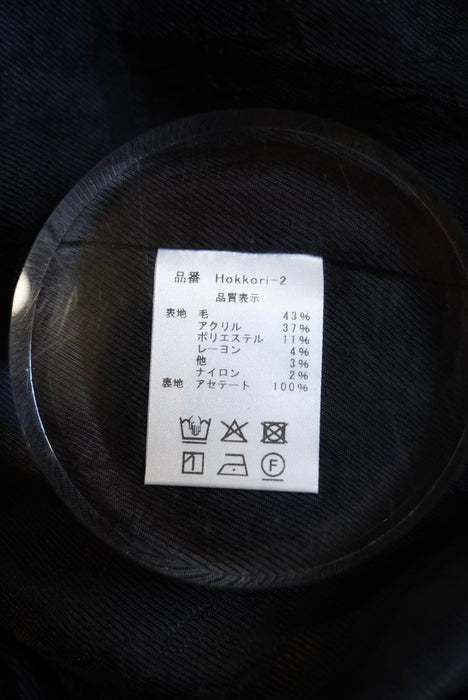 品番 Hokkori-2
品質表示
表地 毛 43%
アクリル 37%
ポリエステル 11%
レーヨン 4%
他 3%
ナイロン 2%
裏地 アセテート 100%
F